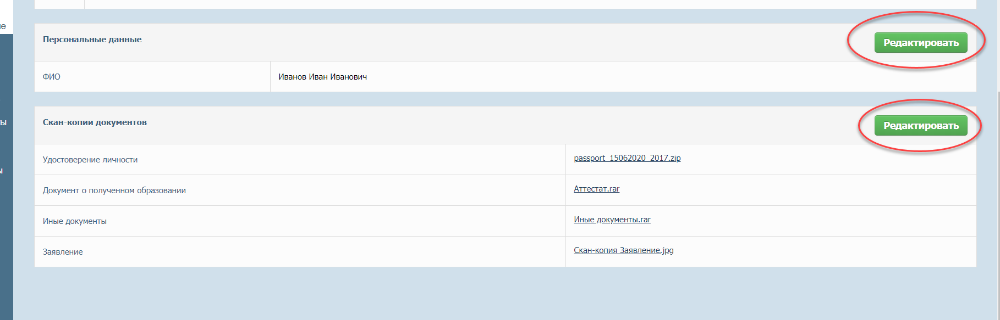 Персональные данные
Редактировать
ФИО
Иванов Иван Иванович
Скан-копии документов
Редактировать
Удостоверение личности
passport_15062020_2017.zip
Документ о полученном образовании
Аттестат.rar
Иные документы
Иные документы.rar
Заявление
Скан-копия Заявление.jpg